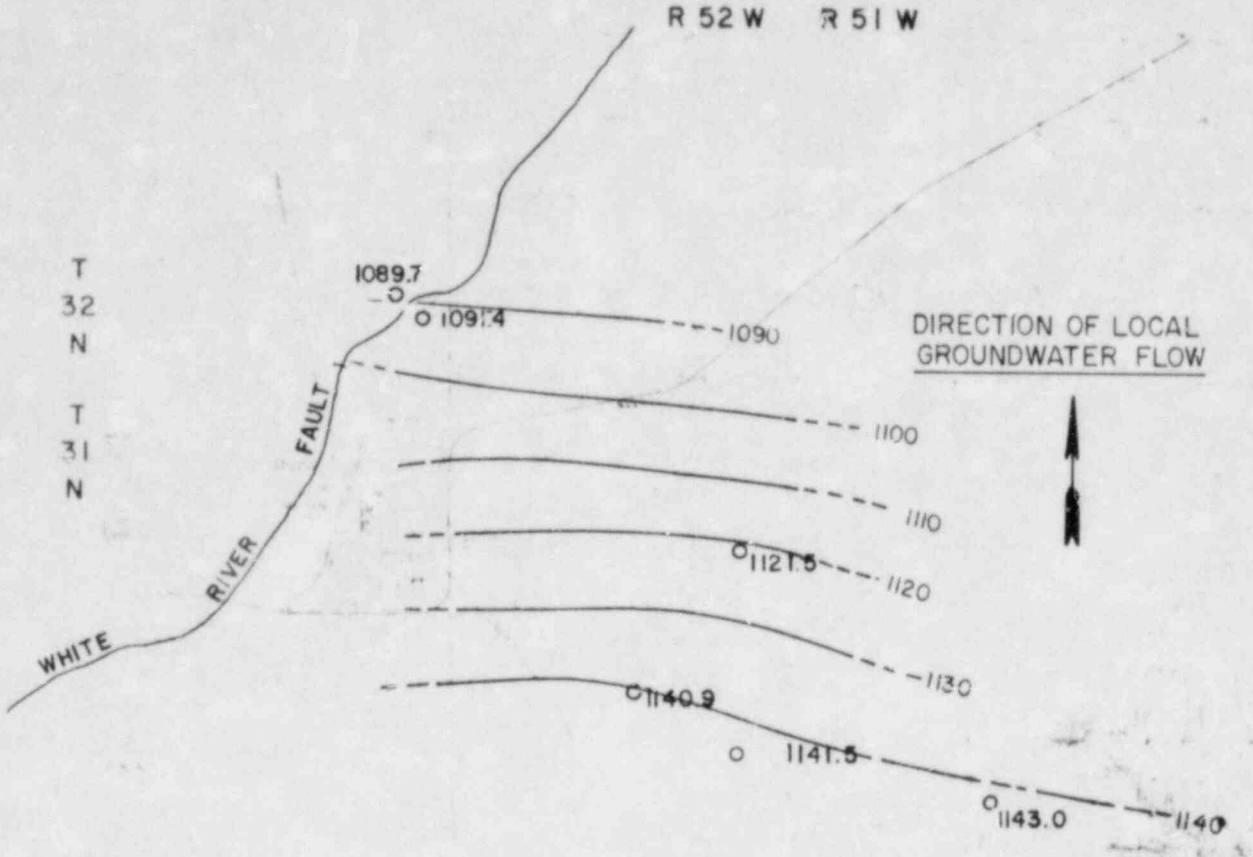 R 52 W R 51 W
T
32
N
T
31
N
1089.7
1091.4
1090
DIRECTION OF LOCAL
GROUNDWATER FLOW
1100
1110
1121.5
1120
1130
1140.9
1141.5
1143.0
1140
WHITE RIVER FAULT